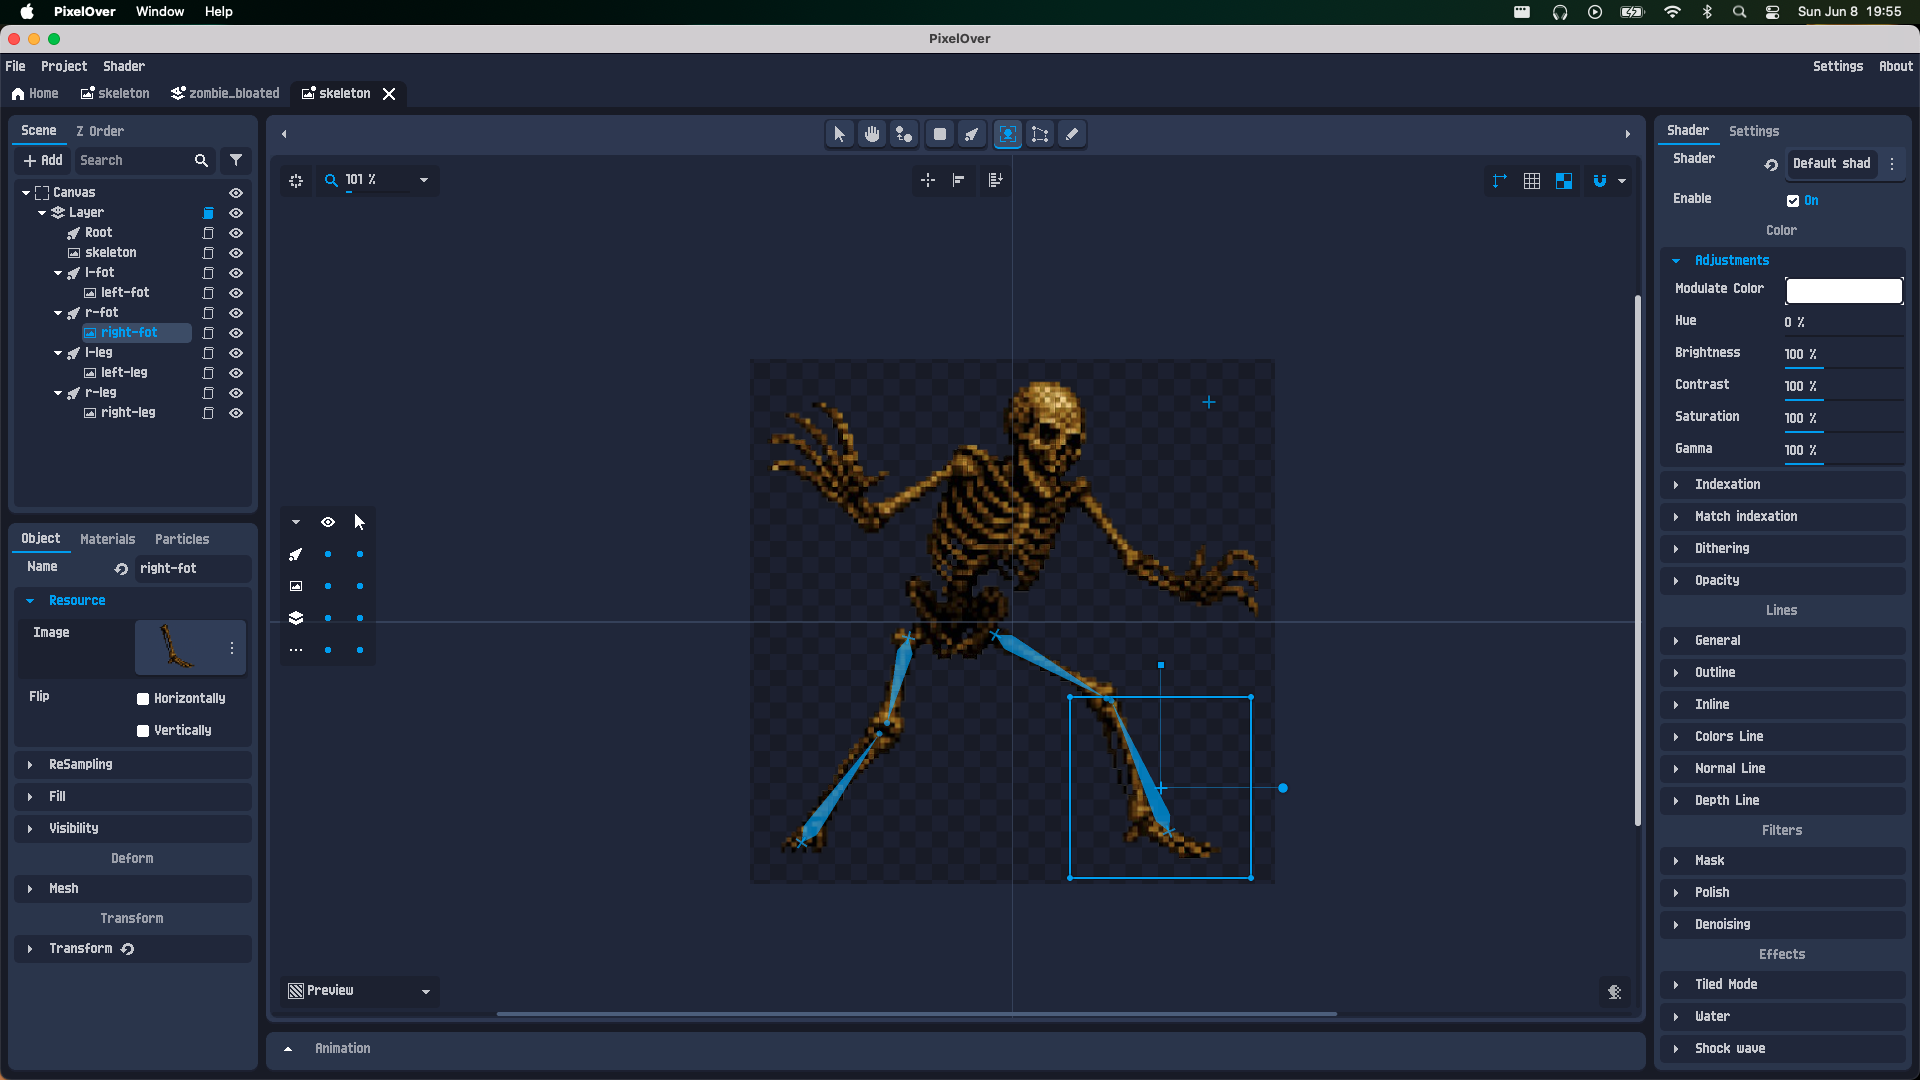 PixelOver Window Help
Sun Jun 8 19:55
PixelOver
File Project Shader
Settings About
Home skeleton zombie_bloated skeleton
Scene Z Order
Add Search
Canvas
Layer
Root
skeleton
l-fot
left-fot
r-fot
right-fot
l-leg
left-leg
r-leg
right-leg
Object Materials Particles
Name right-fot
Resource
Image
Flip Horizontally
Vertically
ReSampling
Fill
Visibility
Deform
Mesh
Transform
Transform
101 %
Preview
Animation
Shader Settings
Shader Default shad
Enable On
Color
Adjustments
Modulate Color
Hue 0 %
Brightness 100 %
Contrast 100 %
Saturation 100 %
Gamma 100 %
Indexation
Match indexation
Dithering
Opacity
Lines
General
Outline
Inline
Colors Line
Normal Line
Depth Line
Filters
Mask
Polish
Denoising
Effects
Tiled Mode
Water
Shock wave